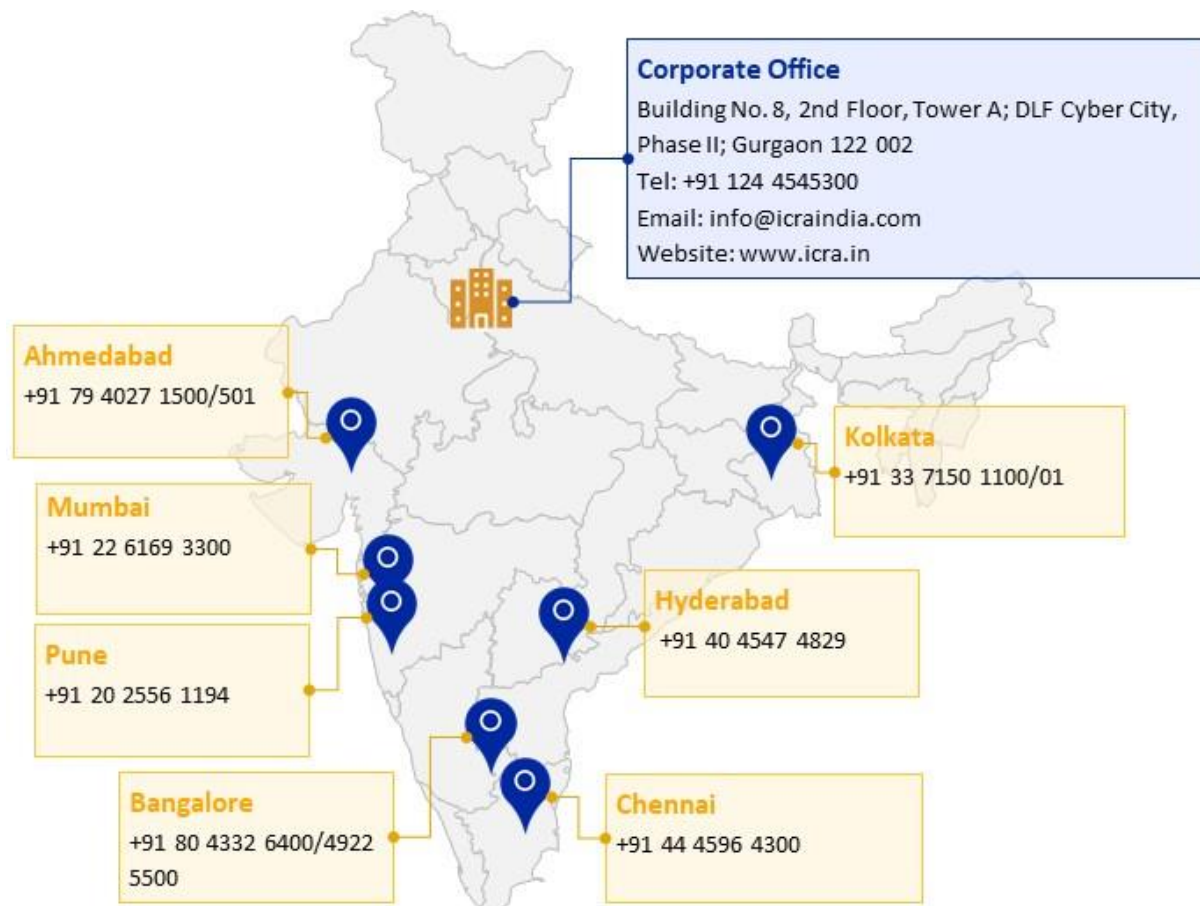 Corporate Office
Building No. 8, 2nd Floor, Tower A; DLF Cyber City,
Phase II; Gurgaon 122 002
Tel: +91 124 4545300
Email: info@icraindia.com
Website: www.icra.in
Ahmedabad
+91 79 4027 1500/501
Kolkata
+91 33 7150 1100/01
Mumbai
+91 22 6169 3300
Hyderabad
+91 40 4547 4829
Pune
+91 20 2556 1194
Bangalore
+91 80 4332 6400/4922
5500
Chennai
+91 44 4596 4300